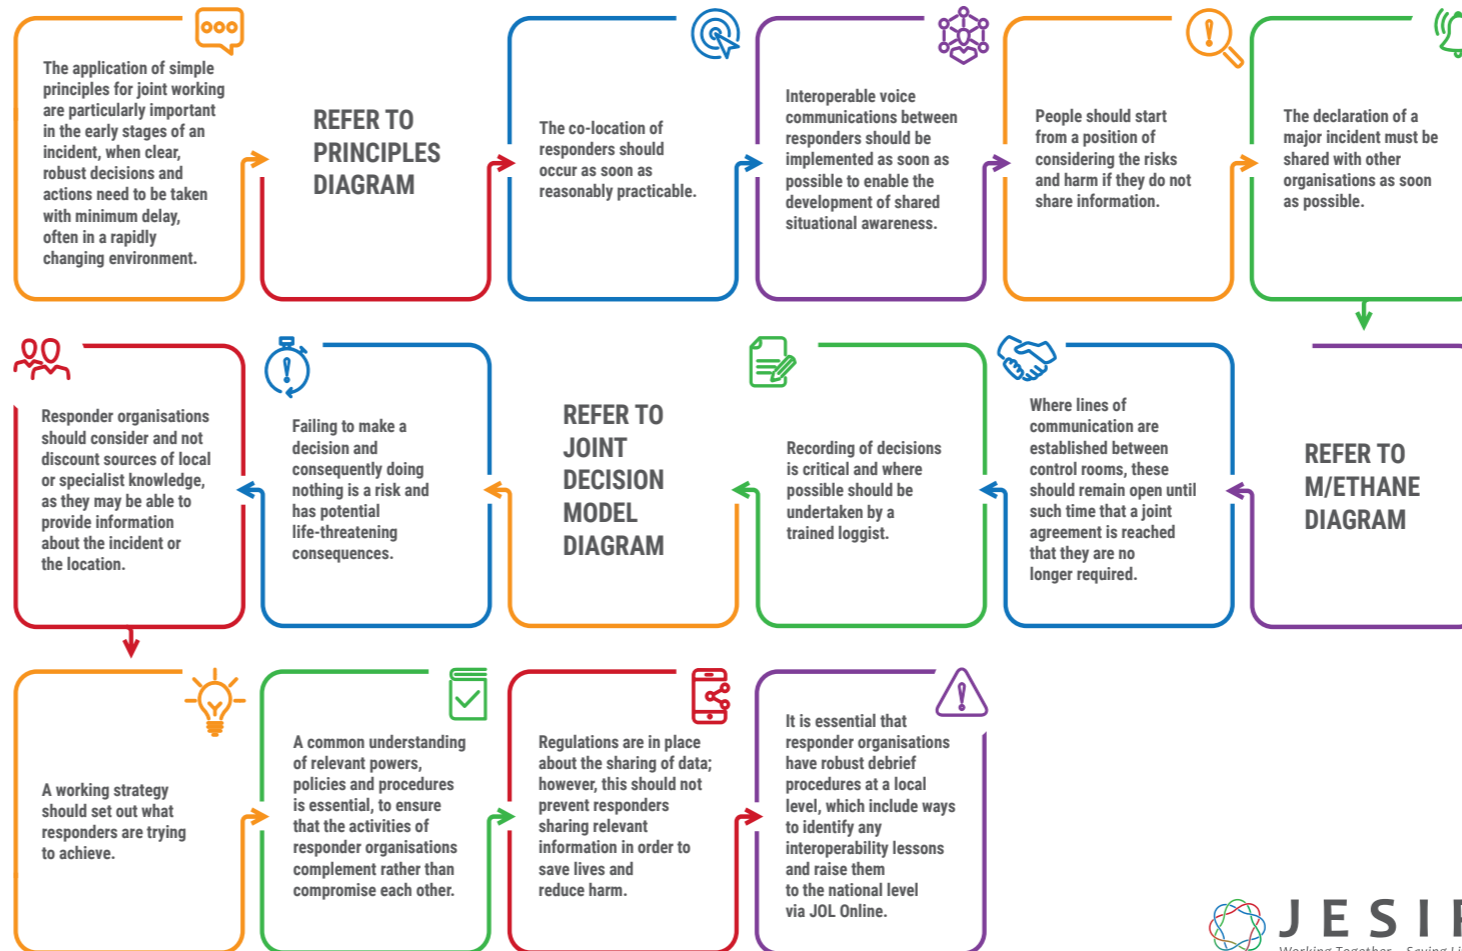 The application of simple
principles for joint working
are particularly important
in the early stages of an
incident, when clear,
robust decisions and
actions need to be taken
with minimum delay,
often in a rapidly
changing environment.
REFER TO
PRINCIPLES
DIAGRAM
The co-location of
responders should
occur as soon as
reasonably practicable.
Interoperable voice
communications between
responders should be
implemented as soon as
possible to enable the
development of shared
situational awareness.
People should start
from a position of
considering the risks
and harm if they do not
share information.
The declaration of a
major incident must be
shared with other
organisations as soon
as possible.
REFER TO
M/ETHANE
DIAGRAM
Where lines of
communication are
established between
control rooms, these
should remain open until
such time that a joint
agreement is reached
that they are no
longer required.
Recording of decisions
is critical and where
possible should be
undertaken by a
trained loggist.
REFER TO
JOINT
DECISION
MODEL
DIAGRAM
Failing to make a
decision and
consequently doing
nothing is a risk and
has potential
life-threatening
consequences.
Responder organisations
should consider and not
discount sources of local
or specialist knowledge,
as they may be able to
provide information
about the incident or
the location.
A working strategy
should set out what
responders are trying
to achieve.
A common understanding
of relevant powers,
policies and procedures
is essential, to ensure
that the activities of
responder organisations
complement rather than
compromise each other.
Regulations are in place
about the sharing of data;
however, this should not
prevent responders
sharing relevant
information in order to
save lives and
reduce harm.
It is essential that
responder organisations
have robust debrief
procedures at a local
level, which include ways
to identify any
interoperability lessons
and raise them
to the national level
via JOL Online.
JESI
Working Together – Saving